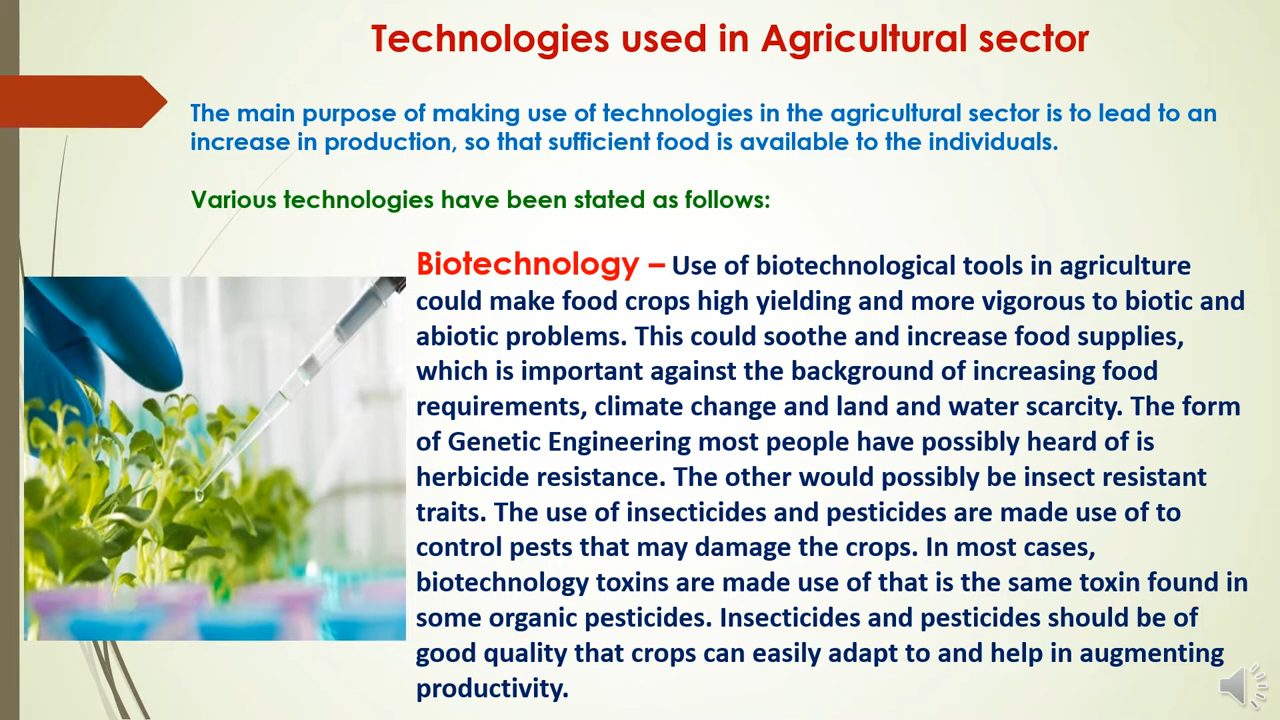 Technologies used in Agricultural sector
The main purpose of making use of technologies in the agricultural sector is to lead to an
increase in production, so that sufficient food is available to the individuals.
Various technologies have been stated as follows:
Biotechnology – Use of biotechnological tools in agriculture
could make food crops high yielding and more vigorous to biotic and
abiotic problems. This could soothe and increase food supplies,
which is important against the background of increasing food
requirements, climate change and land and water scarcity. The form
of Genetic Engineering most people have possibly heard of is
herbicide resistance. The other would possibly be insect resistant
traits. The use of insecticides and pesticides are made use of to
control pests that may damage the crops. In most cases,
biotechnology toxins are made use of that is the same toxin found in
some organic pesticides. Insecticides and pesticides should be of
good quality that crops can easily adapt to and help in augmenting
productivity.